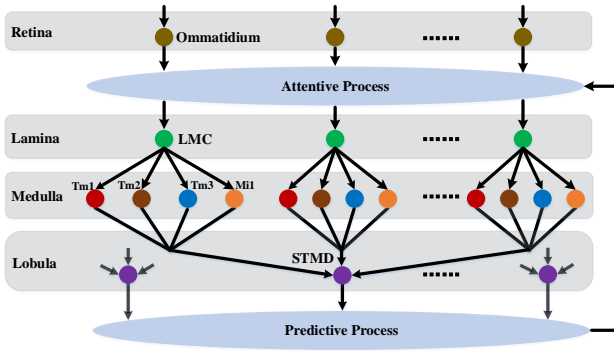 Retina
Ommatidium
Attentive Process
Lamina
LMC
Tm1
Tm2
Tm3
Mi1
Medulla
STMD
Lobula
Predictive Process